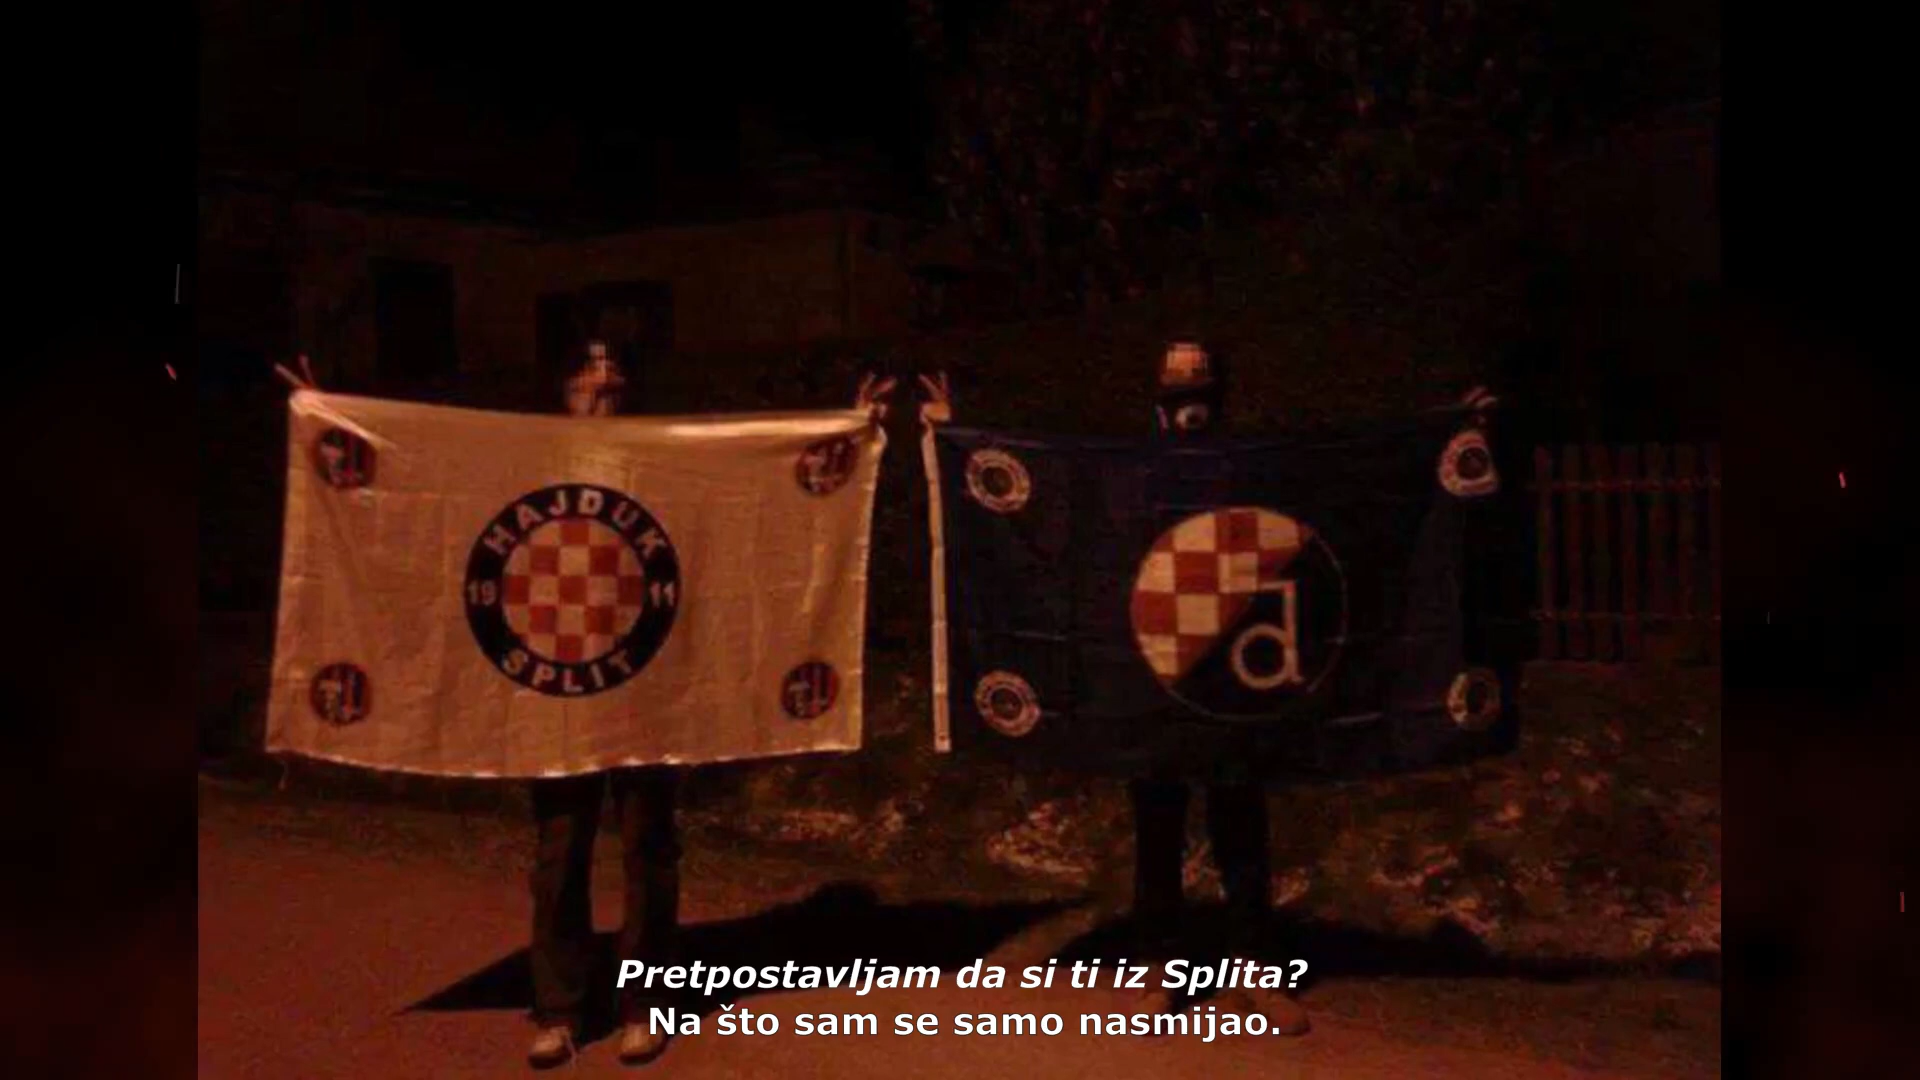 HAJDUK
19 11
SPLIT
d
Pretpostavljam da si ti iz Splita?
Na što sam se samo nasmijao.